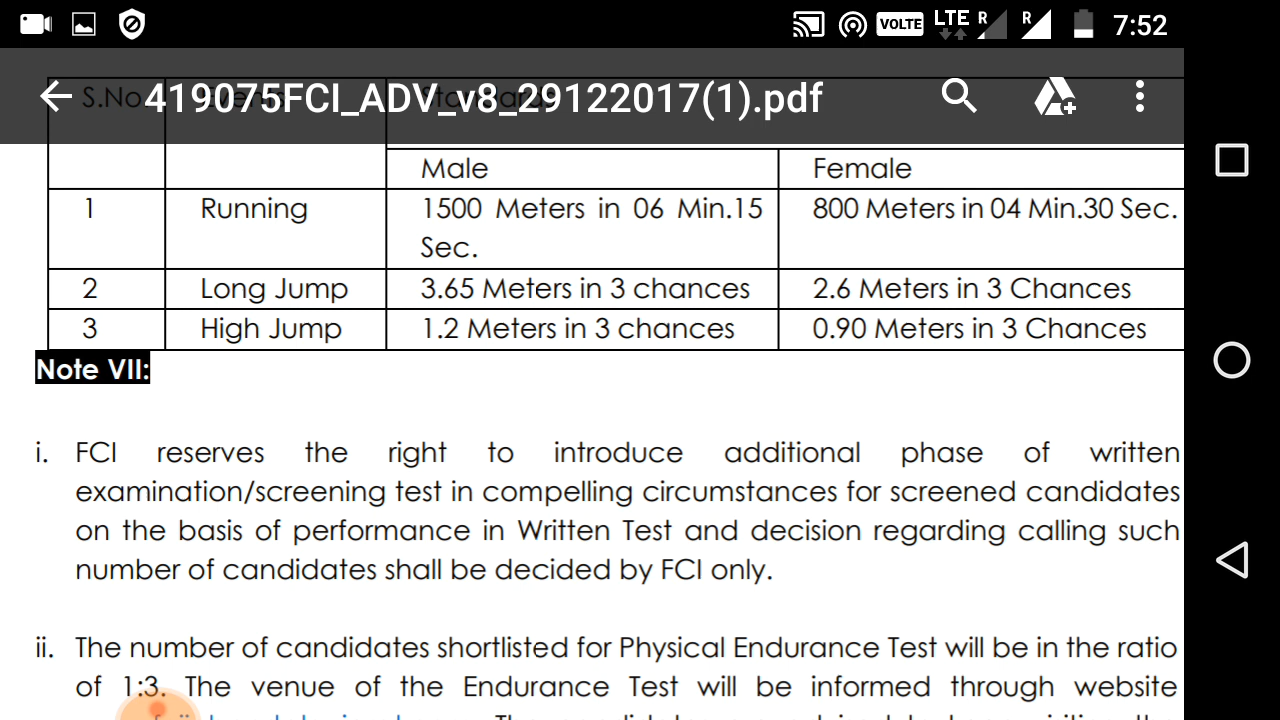 VOLTE LTE R R 7:52
S.No 419075FCI_ADV_v8_29122017(1).pdf
Male Female
1 Running 1500 Meters in 06 Min.15 800 Meters in 04 Min.30 Sec.
Sec.
2 Long Jump 3.65 Meters in 3 chances 2.6 Meters in 3 Chances
3 High Jump 1.2 Meters in 3 chances 0.90 Meters in 3 Chances
Note VII:
i. FCI reserves the right to introduce additional phase of written
examination/screening test in compelling circumstances for screened candidates
on the basis of performance in Written Test and decision regarding calling such
number of candidates shall be decided by FCI only.
ii. The number of candidates shortlisted for Physical Endurance Test will be in the ratio
of 1:3. The venue of the Endurance Test will be informed through website